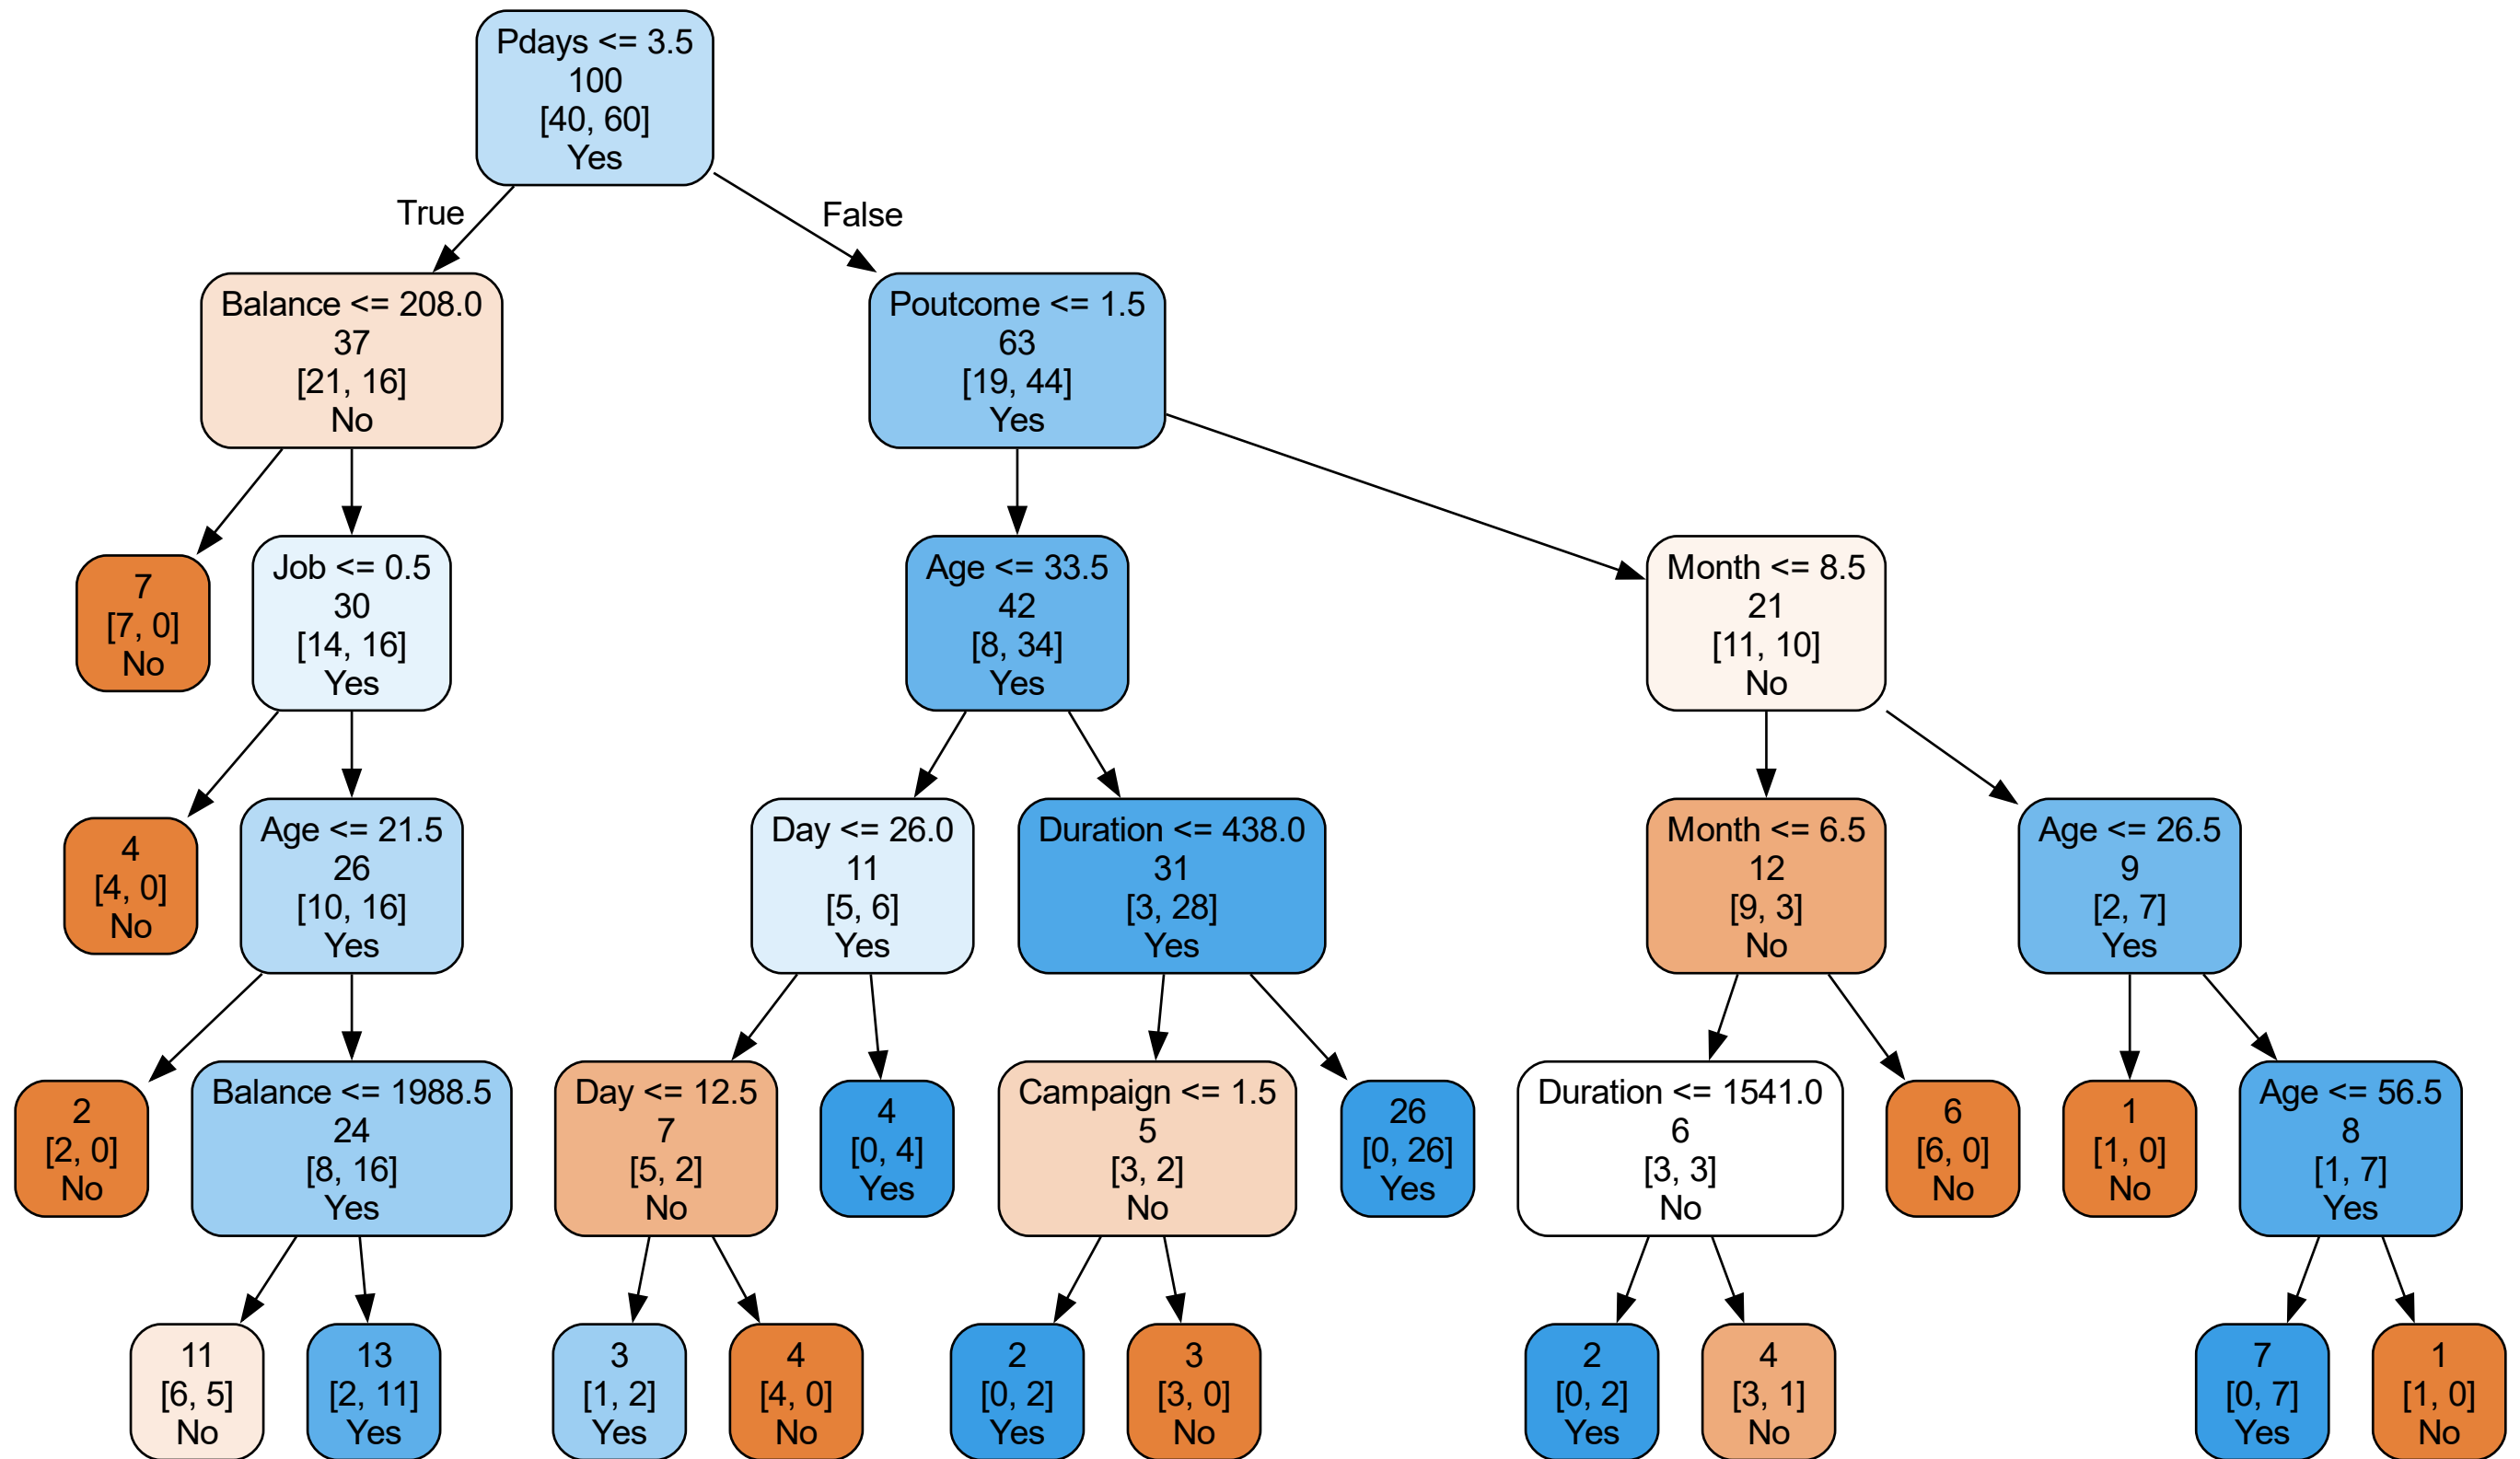 Pdays <= 3.5
100
[40, 60]
Yes
True
False
Balance <= 208.0
37
[21, 16]
No
Poutcome <= 1.5
63
[19, 44]
Yes
7
[7, 0]
No
Job <= 0.5
30
[14, 16]
Yes
Age <= 33.5
42
[8, 34]
Yes
Month <= 8.5
21
[11, 10]
No
4
[4, 0]
No
Age <= 21.5
26
[10, 16]
Yes
Day <= 26.0
11
[5, 6]
Yes
Duration <= 438.0
31
[3, 28]
Yes
Month <= 6.5
12
[9, 3]
No
Age <= 26.5
9
[2, 7]
Yes
2
[2, 0]
No
Balance <= 1988.5
24
[8, 16]
Yes
Day <= 12.5
7
[5, 2]
No
4
[0, 4]
Yes
Campaign <= 1.5
5
[3, 2]
No
26
[0, 26]
Yes
Duration <= 1541.0
6
[3, 3]
No
6
[6, 0]
No
1
[1, 0]
No
Age <= 56.5
8
[1, 7]
Yes
11
[6, 5]
No
13
[2, 11]
Yes
3
[1, 2]
Yes
4
[4, 0]
No
2
[0, 2]
Yes
3
[3, 0]
No
2
[0, 2]
Yes
4
[3, 1]
No
7
[0, 7]
Yes
1
[1, 0]
No